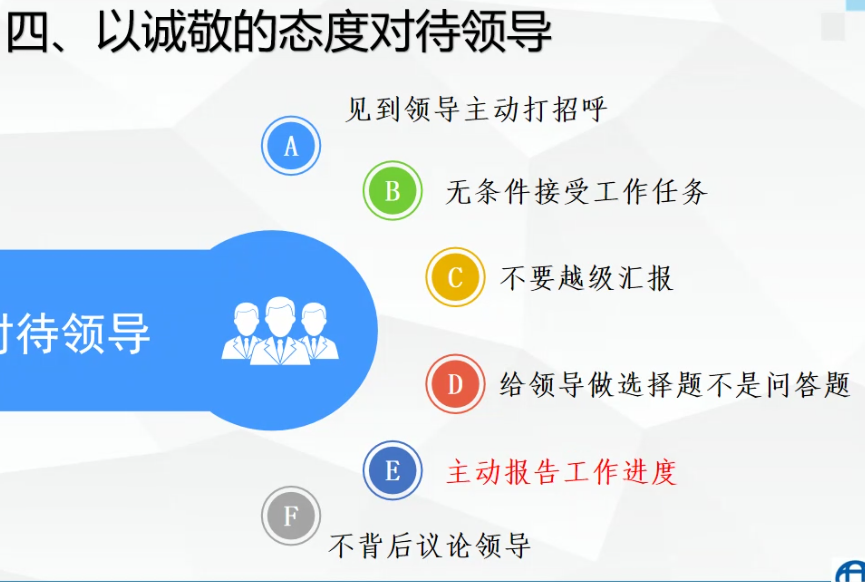 四、以诚敬的态度对待领导
A
见到领导主动打招呼
B
无条件接受工作任务
C
不要越级汇报
对待领导
D
给领导做选择题不是问答题
E
主动报告工作进度
F
不背后议论领导